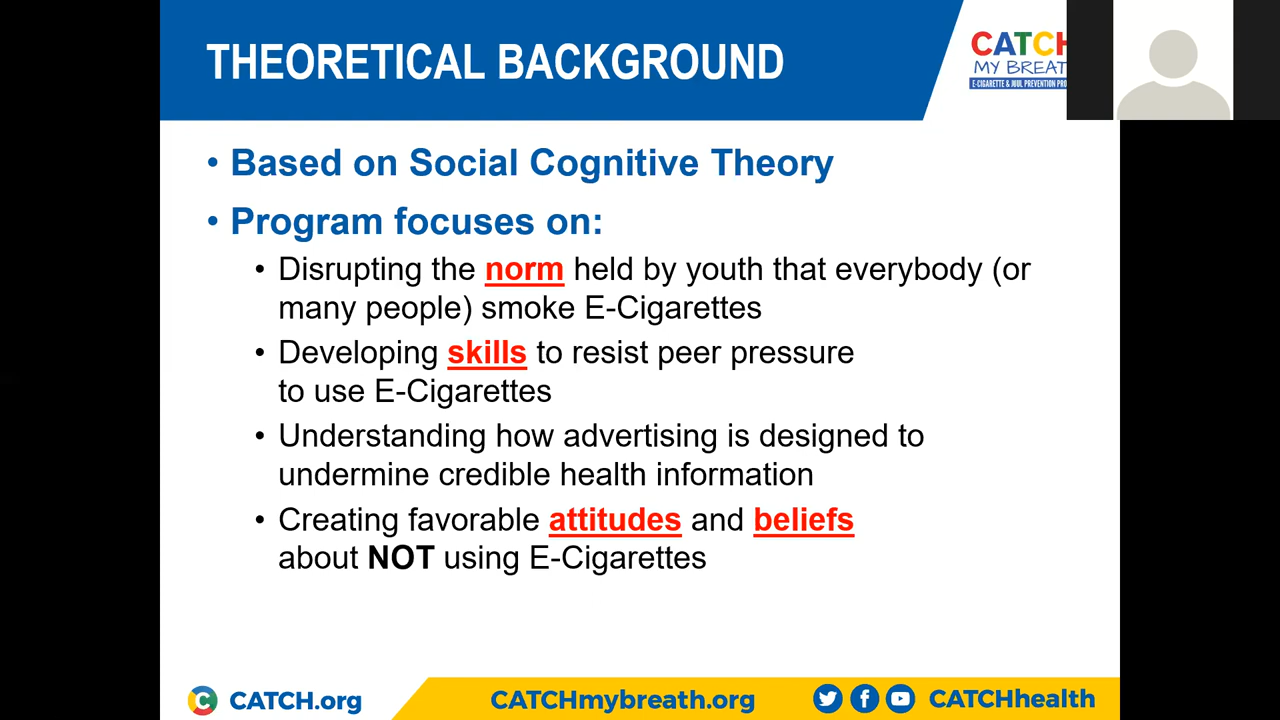 THEORETICAL BACKGROUND
CATCH
MY BREAT
E-CIGARETTE & JUUL PREVENTION PRO
• Based on Social Cognitive Theory
• Program focuses on:
• Disrupting the norm held by youth that everybody (or
many people) smoke E-Cigarettes
• Developing skills to resist peer pressure
to use E-Cigarettes
• Understanding how advertising is designed to
undermine credible health information
• Creating favorable attitudes and beliefs
about NOT using E-Cigarettes
C CATCH.org
CATCHmybreath.org
CATCHhealth